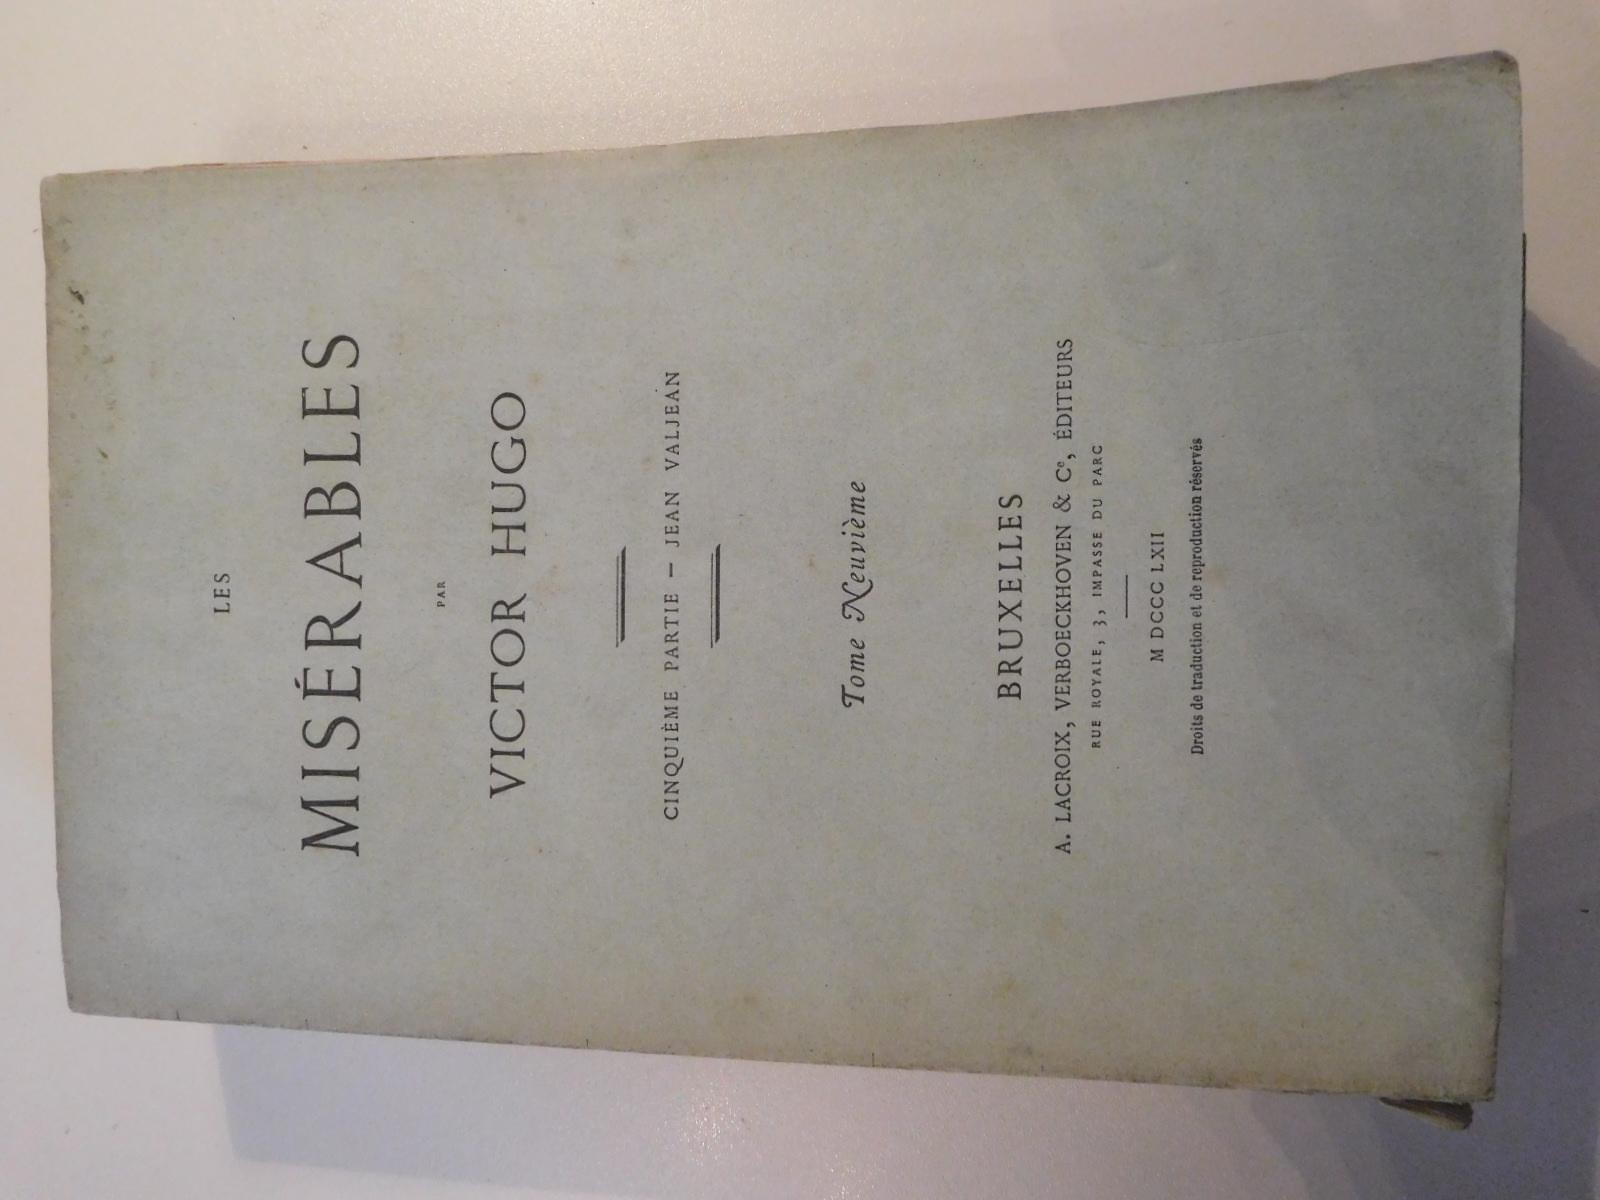 LES
MISÉRABLES
PAR
VICTOR HUGO
CINQUIÈME PARTIE — JEAN VALJEAN
Tome Neuvième
BRUXELLES
A. LACROIX, VERBOECKHOVEN & Cᵉ, ÉDITEURS
RUE ROYALE, 3, IMPASSE DU PARC
M DCCC LXII
Droits de traduction et de reproduction réservés